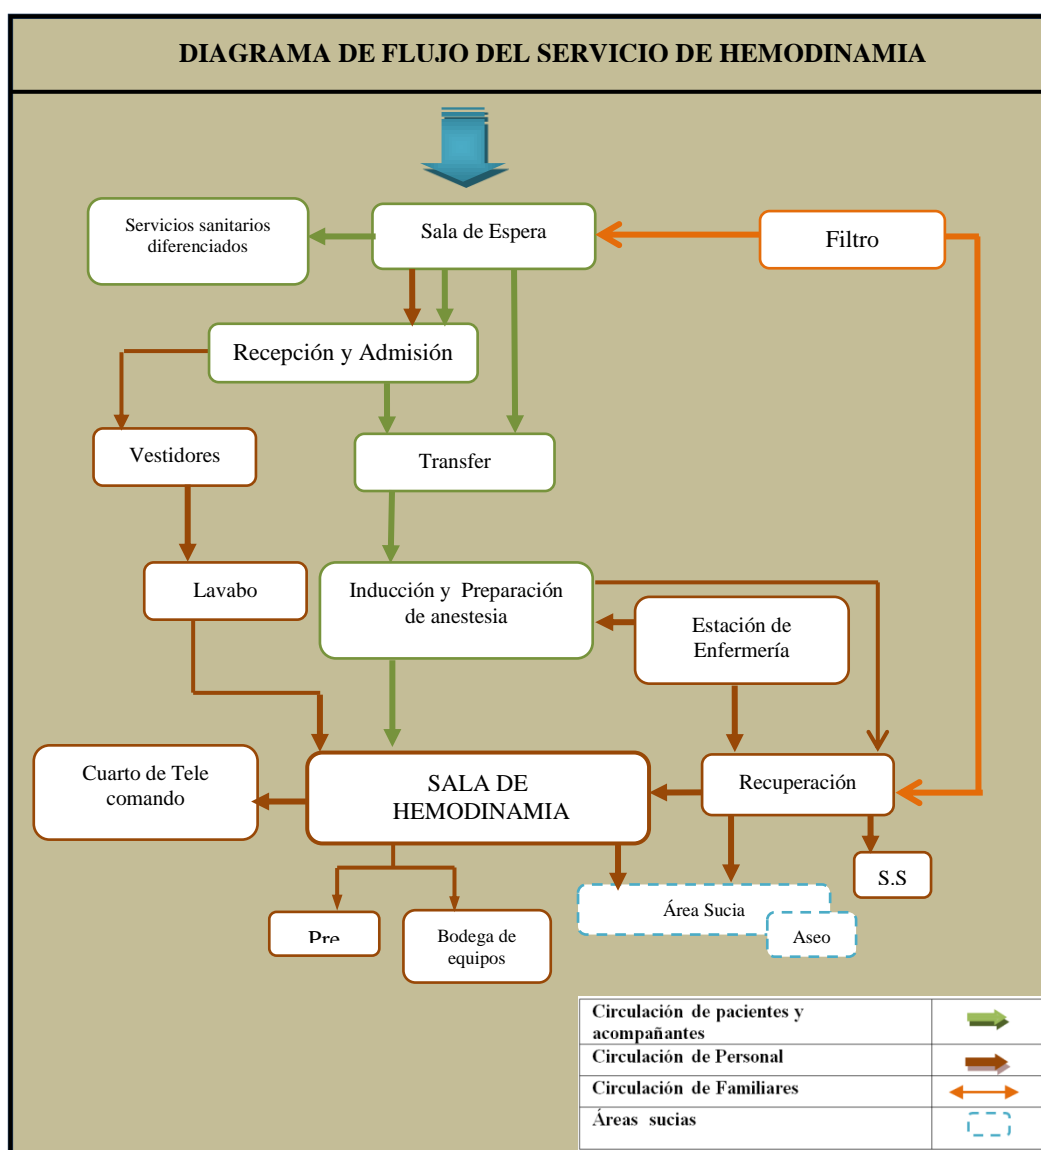 DIAGRAMA DE FLUJO DEL SERVICIO DE HEMODINAMIA
Servicios sanitarios
diferenciados
Sala de Espera
Filtro
Recepción y Admisión
Vestidores
Transfer
Lavabo
Inducción y Preparación
de anestesia
Estación de
Enfermería
Cuarto de Tele
comando
SALA DE
HEMODINAMIA
Recuperación
S.S
Pre
Bodega de
equipos
Área Sucia
Aseo
Circulación de pacientes y
acompañantes
Circulación de Personal
Circulación de Familiares
Áreas sucias